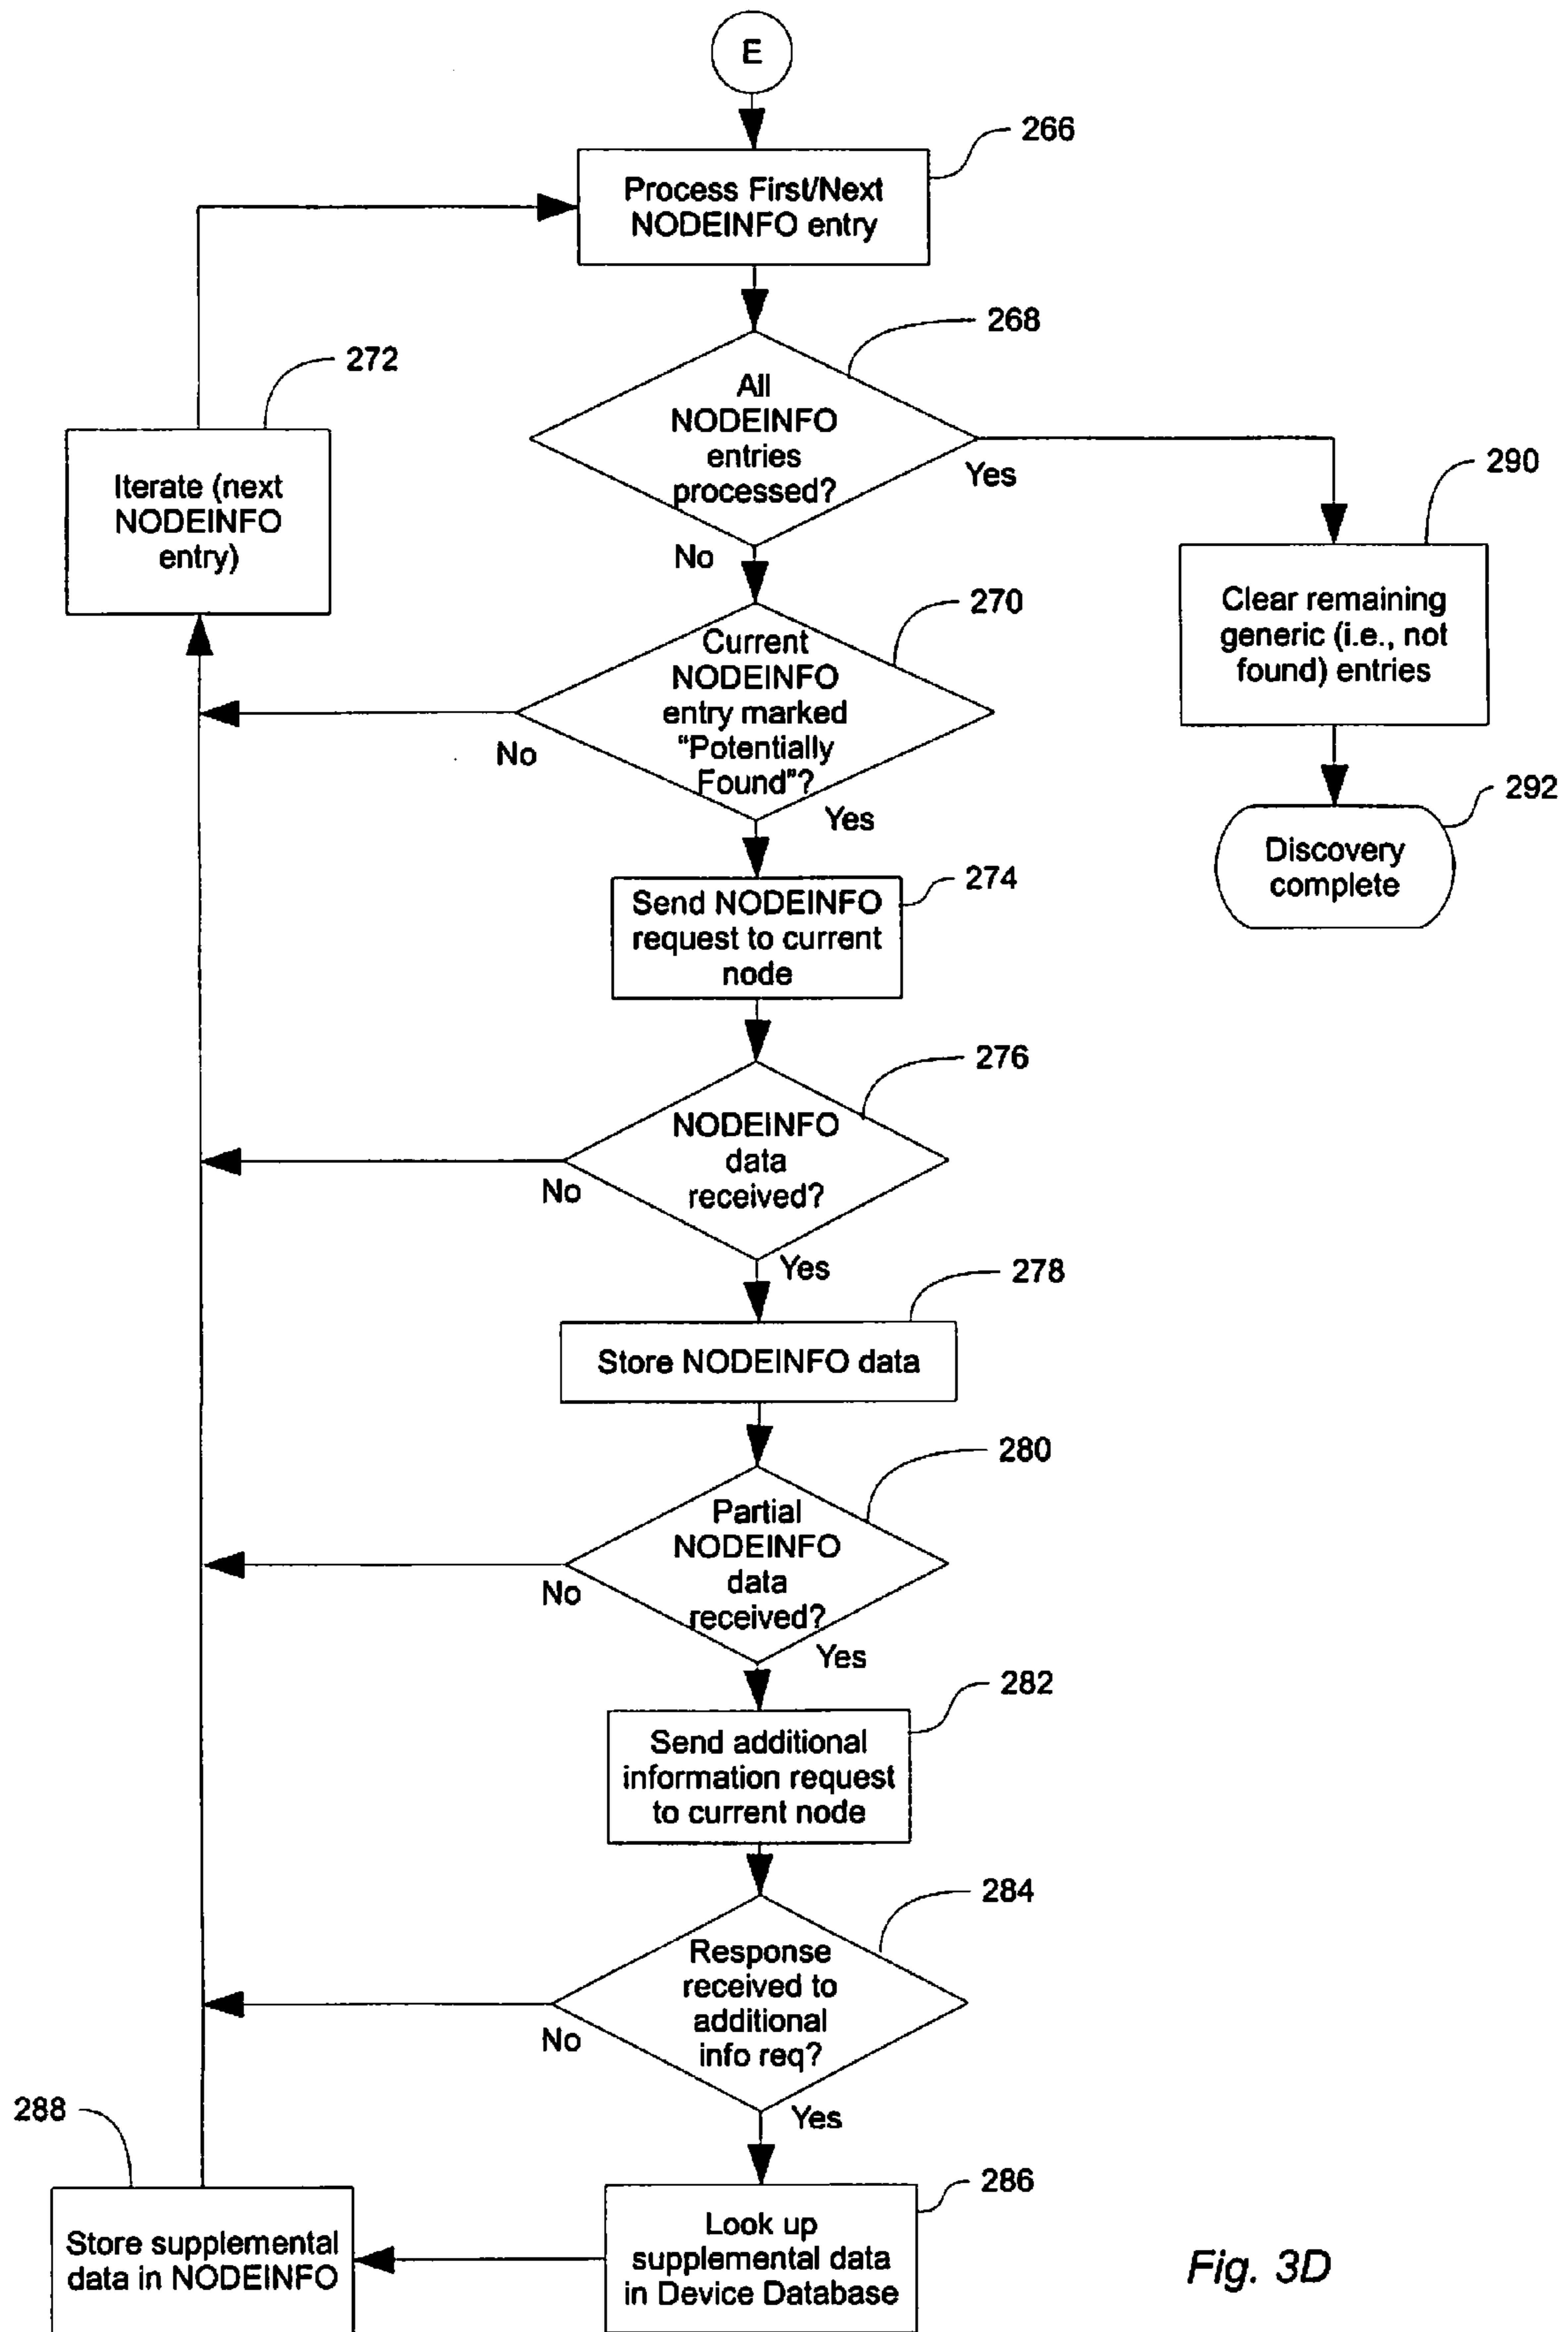 E
266
Process First/Next
NODEINFO entry
268
All
NODEINFO
entries
processed?
Yes
No
272
Iterate (next
NODEINFO
entry)
290
Clear remaining
generic (i.e., not
found) entries
270
Current
NODEINFO
entry marked
“Potentially
Found”?
No
Yes
292
Discovery
complete
274
Send NODEINFO
request to current
node
276
NODEINFO
data
received?
No
Yes
278
Store NODEINFO data
280
Partial
NODEINFO
data
received?
No
Yes
282
Send additional
information request
to current node
284
Response
received to
additional
info req?
No
Yes
286
Look up
supplemental data
in Device Database
288
Store supplemental
data in NODEINFO
Fig. 3D